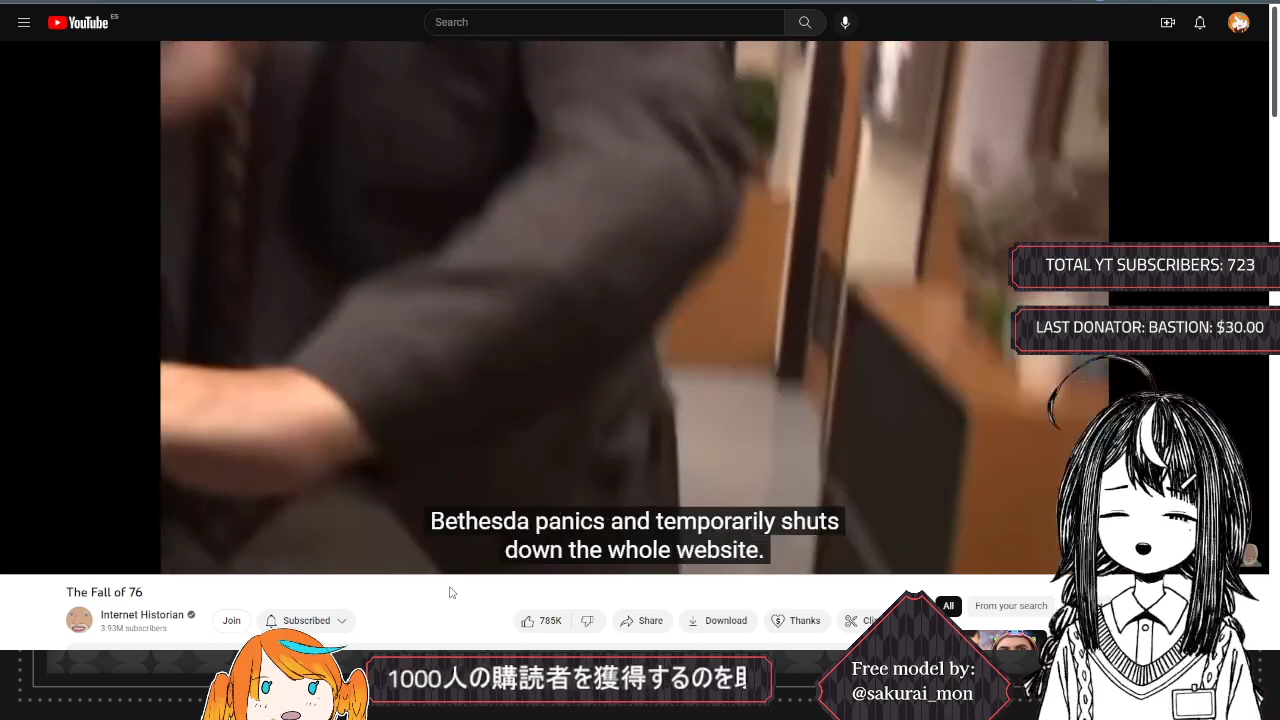 YouTube ES
Search
TOTAL YT SUBSCRIBERS: 723
LAST DONATOR: BASTION: $30.00
Bethesda panics and temporarily shuts
down the whole website.
The Fall of 76
Internet Historian
3.93M subscribers
Join
Subscribed
785K
Share
Download
Thanks
All
From your search
1000人の購読者を獲得するのを
Free model by:
@sakurai_mon